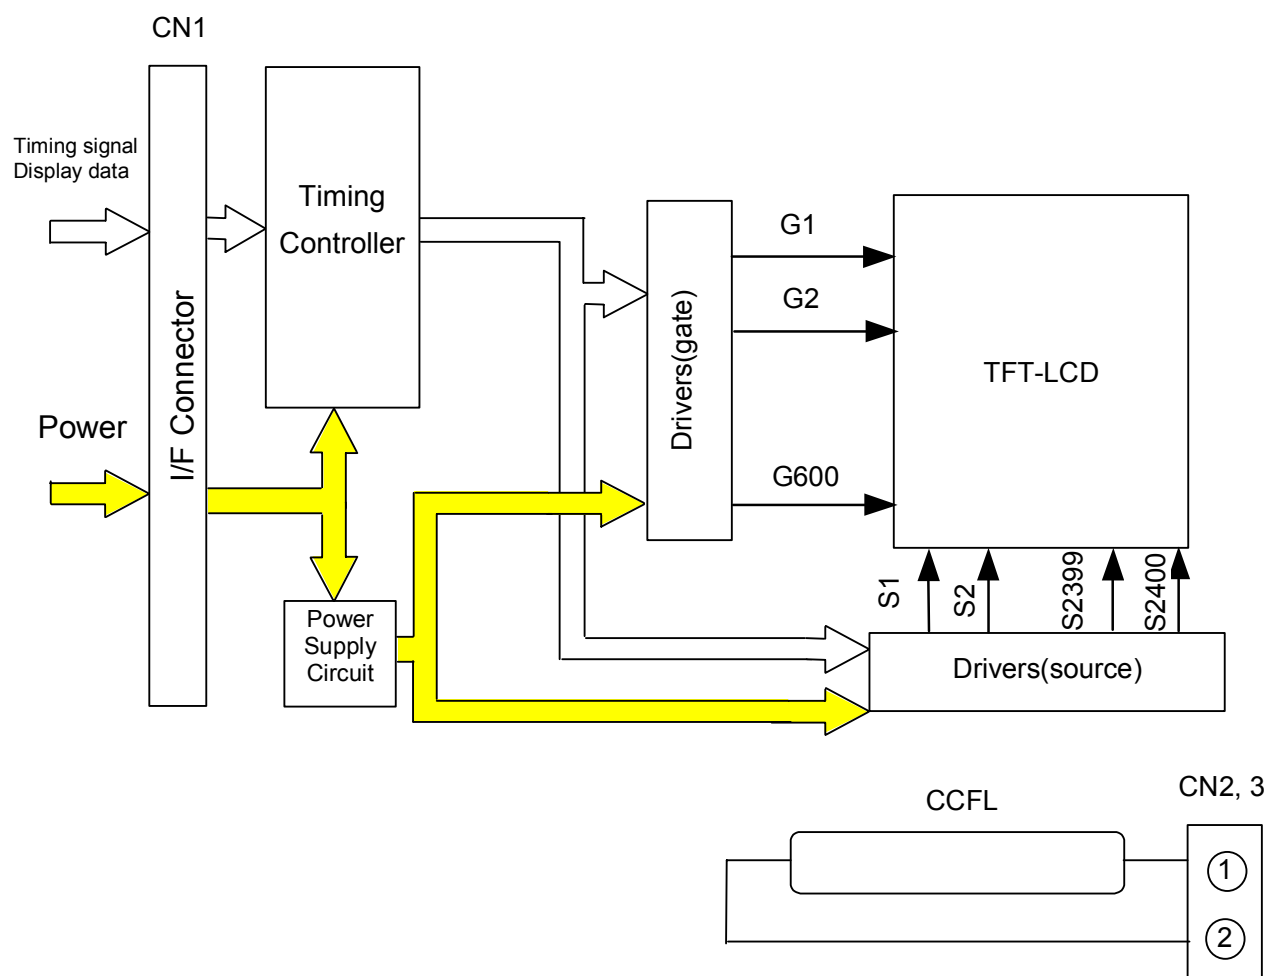 CN1
Timing signal
Display data
Power
I/F Connector
Timing
Controller
Power
Supply
Circuit
Drivers(gate)
G1
G2
G600
TFT-LCD
S1
S2
S2399
S2400
Drivers(source)
CCFL
CN2, 3
1
2